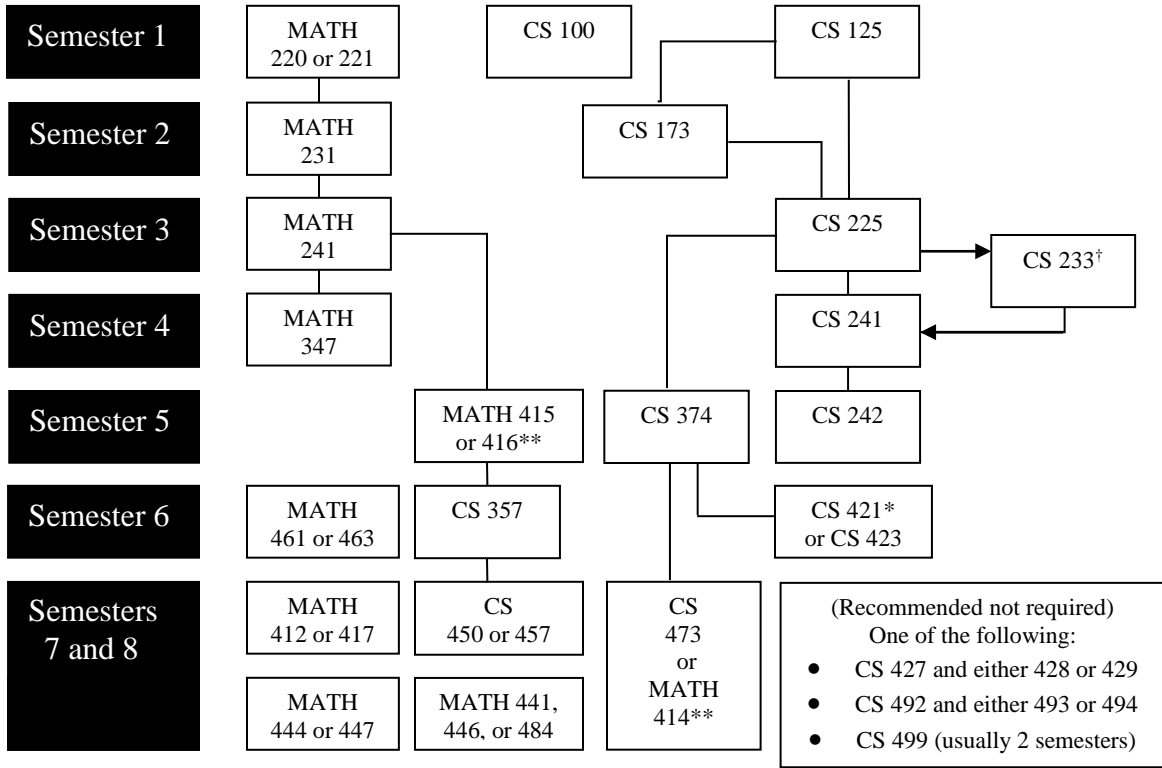 Semester 1
MATH
220 or 221
CS 100
CS 125
Semester 2
MATH
231
CS 173
Semester 3
MATH
241
CS 225
CS 233†
Semester 4
MATH
347
CS 241
Semester 5
MATH 415
or 416**
CS 374
CS 242
Semester 6
MATH
461 or 463
CS 357
CS 421*
or CS 423
Semesters
7 and 8
MATH
412 or 417
CS
450 or 457
CS
473
or
MATH
414**
MATH
444 or 447
MATH 441,
446, or 484
(Recommended not required)
One of the following:
● CS 427 and either 428 or 429
● CS 492 and either 493 or 494
● CS 499 (usually 2 semesters)